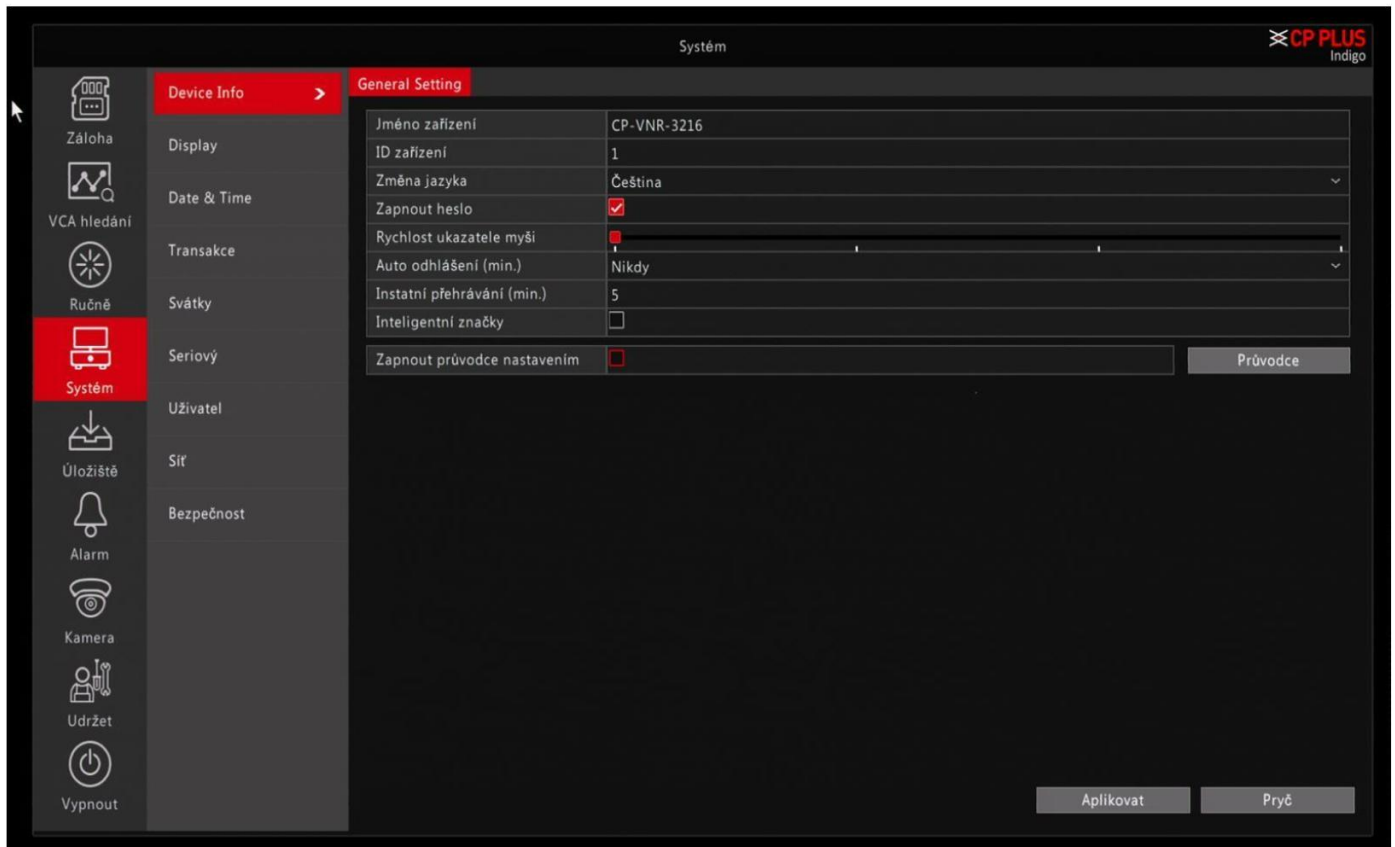 Systém
CP PLUS
Indigo
Záloha
VCA hledání
Ručně
Systém
Úložiště
Alarm
Kamera
Udržet
Vypnout
Device Info
Display
Date & Time
Transakce
Svátky
Seriový
Uživatel
Síť
Bezpečnost
General Setting
Jméno zařízení CP-VNR-3216
ID zařízení 1
Změna jazyka Čeština
Zapnout heslo
Rychlost ukazatele myši
Auto odhlášení (min.) Nikdy
Instatní přehrávání (min.) 5
Inteligentní značky
Zapnout průvodce nastavením Průvodce
Aplikovat Pryč